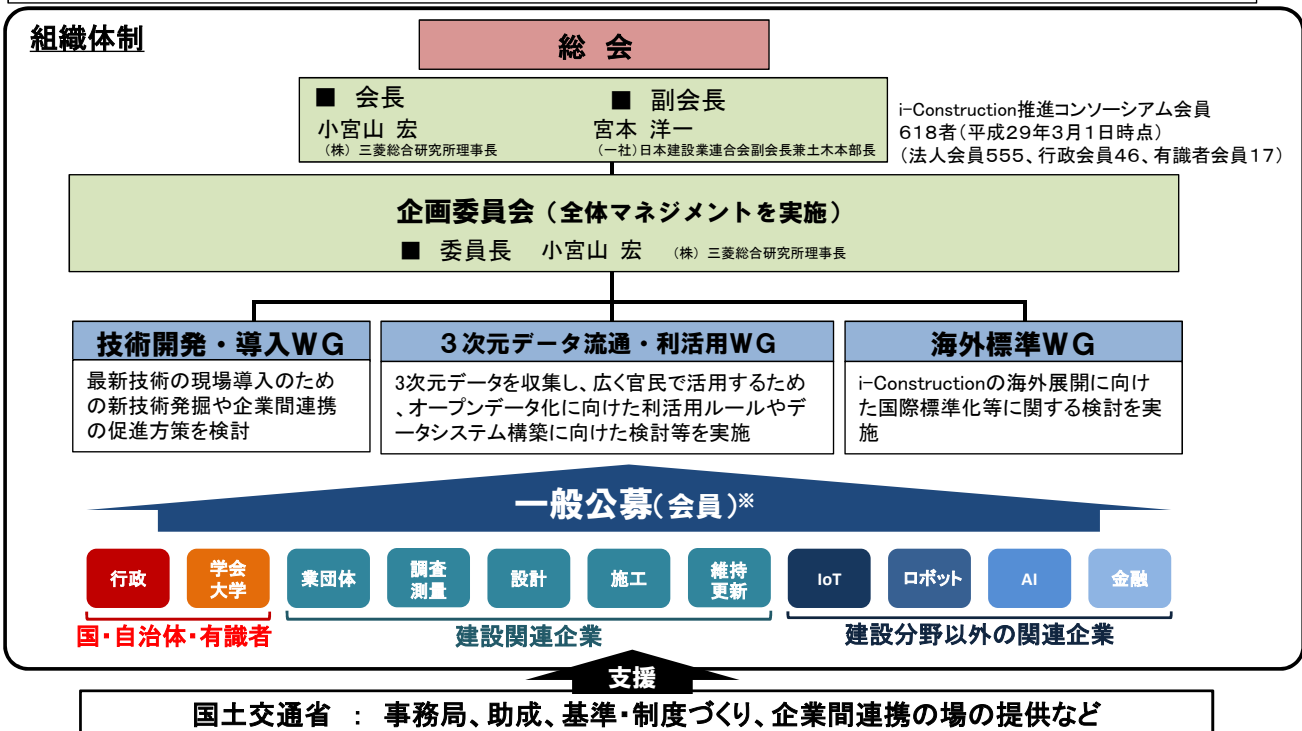 組織体制
総 会
■ 会長
小宮山 宏
(株) 三菱総合研究所理事長
■ 副会長
宮本 洋一
(一社)日本建設業連合会副会長兼土木本部長
i-Construction推進コンソーシアム会員
618者(平成29年3月1日時点)
(法人会員555、行政会員46、有識者会員17)
企画委員会（全体マネジメントを実施）
■ 委員長 小宮山 宏 (株) 三菱総合研究所理事長
技術開発・導入WG
最新技術の現場導入のため
の新技術発掘や企業間連携
の促進方策を検討
３次元データ流通・利活用WG
3次元データを収集し、広く官民で活用するため
、オープンデータ化に向けた利活用ルールやデ
ータシステム構築に向けた検討等を実施
海外標準WG
i-Constructionの海外展開に向け
た国際標準化等に関する検討を実
施
一般公募(会員)※
行政
学会
大学
業団体
調査
測量
設計
施工
維持
更新
IoT
ロボット
AI
金融
国・自治体・有識者
建設関連企業
建設分野以外の関連企業
支援
国土交通省 ： 事務局、助成、基準・制度づくり、企業間連携の場の提供など